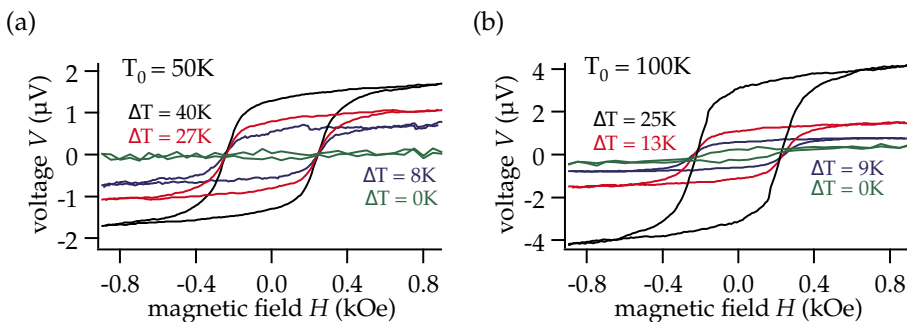 (a)
T₀ = 50K
ΔT = 40K
ΔT = 27K
ΔT = 8K
ΔT = 0K
voltage V (μV)
2
1
0
-1
-2
-0.8 -0.4 0.0 0.4 0.8
magnetic field H (kOe)
(b)
T₀ = 100K
ΔT = 25K
ΔT = 13K
ΔT = 9K
ΔT = 0K
voltage V (μV)
4
2
0
-2
-4
-0.8 -0.4 0.0 0.4 0.8
magnetic field H (kOe)